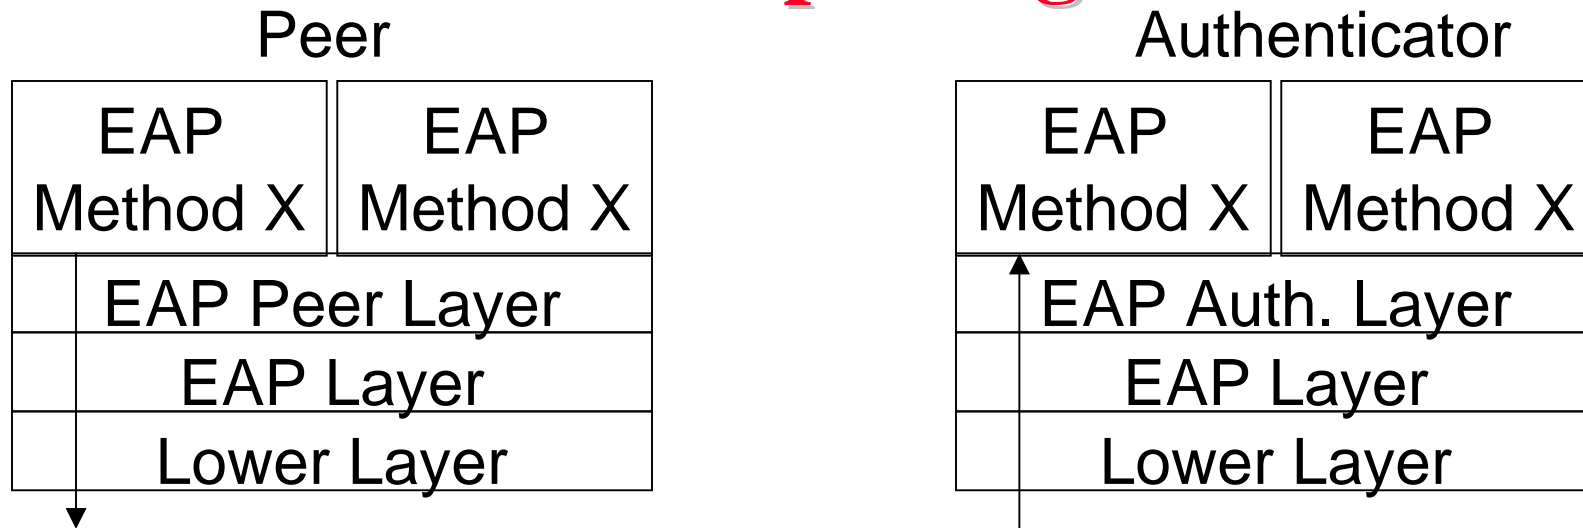 Peer
Authenticator
EAP
Method X
EAP
Method X
EAP
Method X
EAP
Method X
EAP Peer Layer
EAP Auth. Layer
EAP Layer
EAP Layer
Lower Layer
Lower Layer